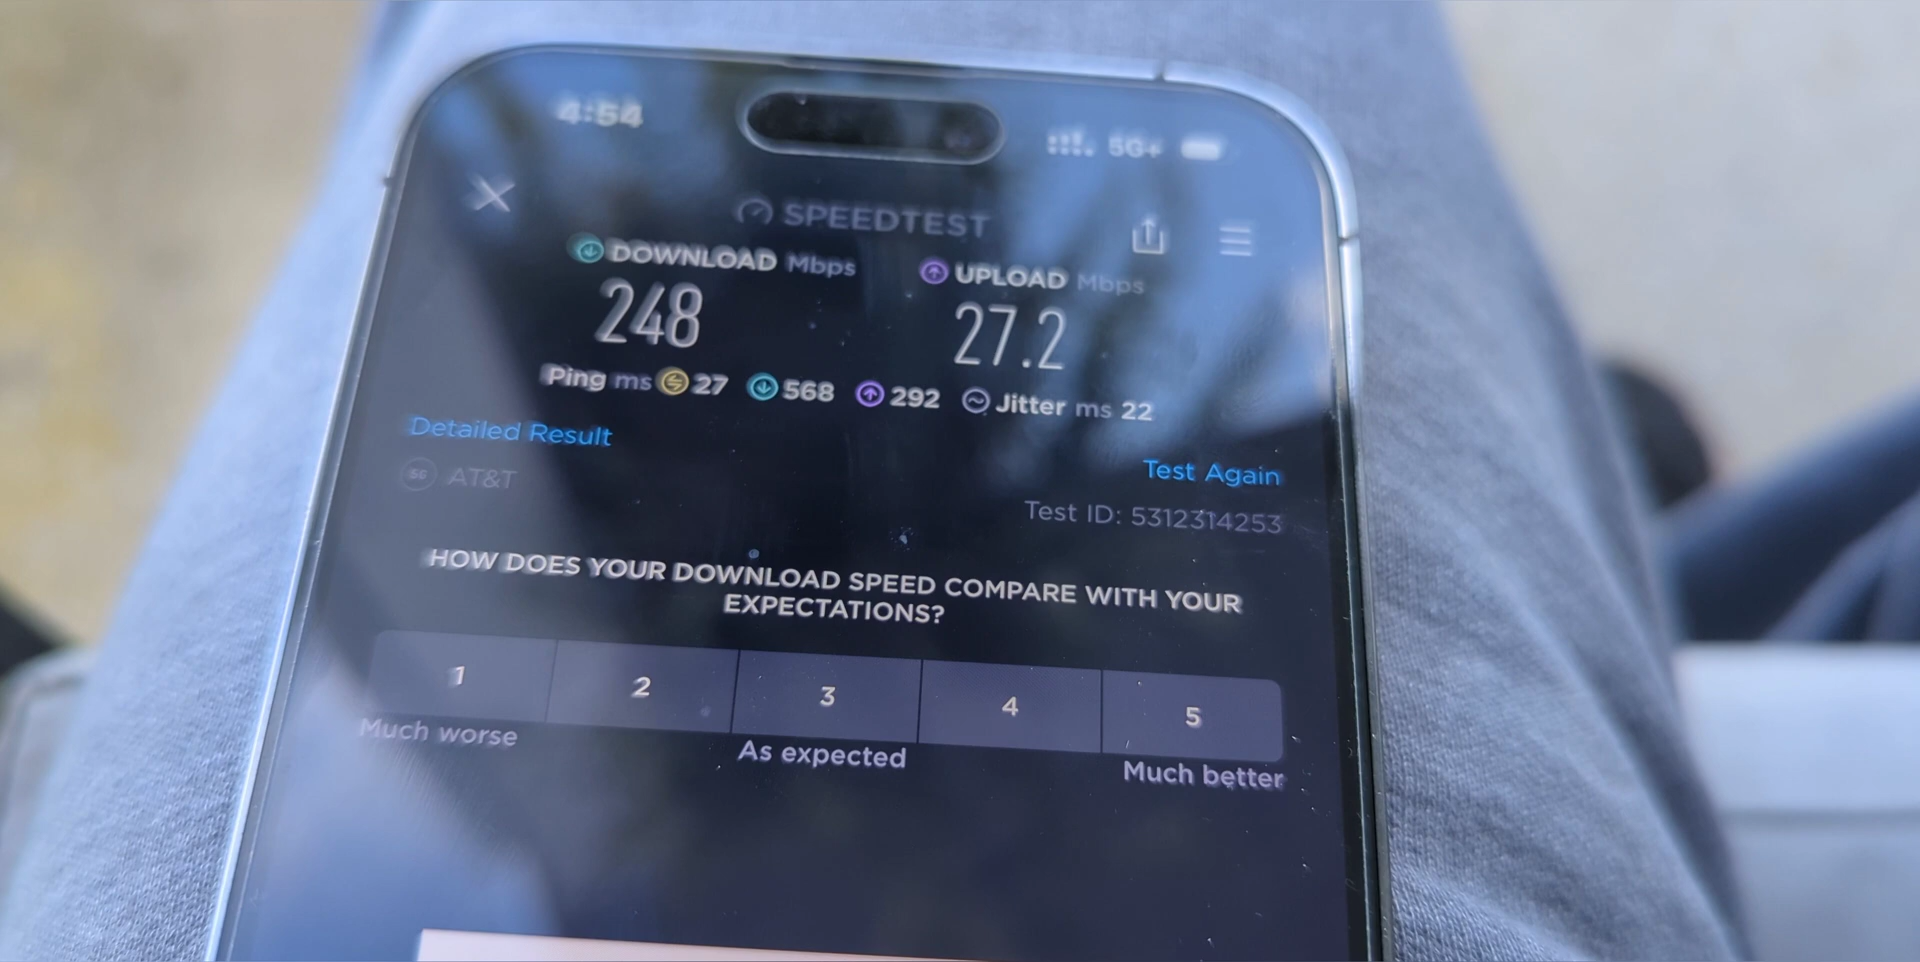 4:54 5G+
SPEEDTEST
DOWNLOAD Mbps UPLOAD Mbps
248 27.2
Ping ms 27 568 292 Jitter ms 22
Detailed Result
Test Again
5G AT&T
Test ID: 5312314253
HOW DOES YOUR DOWNLOAD SPEED COMPARE WITH YOUR
EXPECTATIONS?
1 2 3 4 5
Much worse As expected Much better